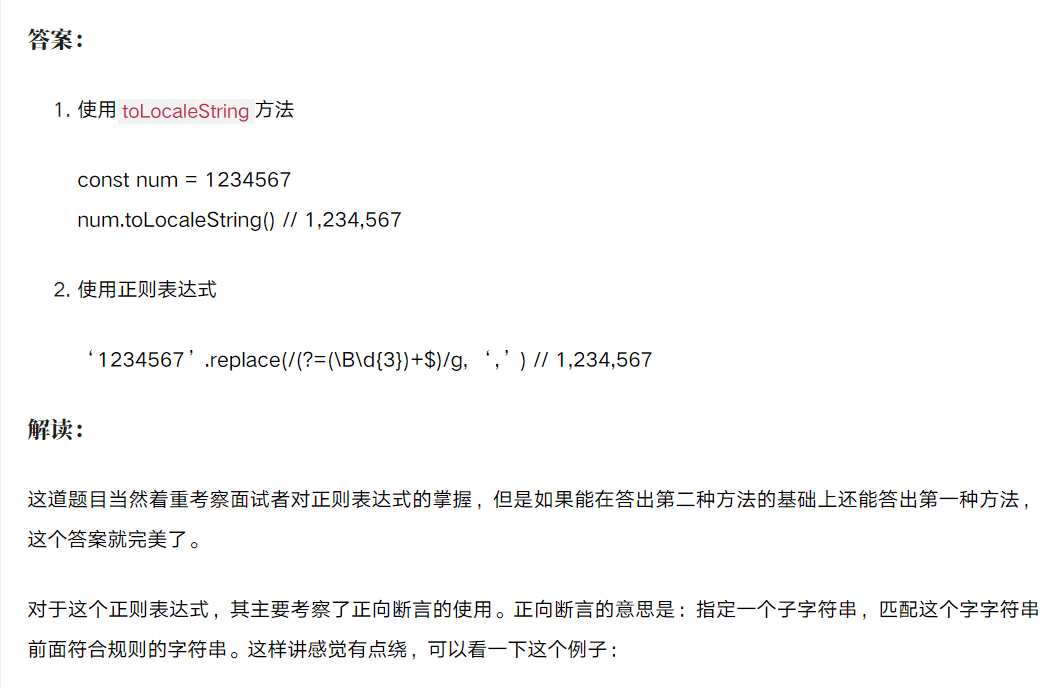 答案：
1. 使用 toLocaleString 方法
const num = 1234567
num.toLocaleString() // 1,234,567
2. 使用正则表达式
‘1234567’.replace(/(?=(\B\d{3})+$)/g, ‘,’) // 1,234,567
解读：
这道题目当然着重考察面试者对正则表达式的掌握，但是如果能在答出第二种方法的基础上还能答出第一种方法，
这个答案就完美了。
对于这个正则表达式，其主要考察了正向断言的使用。正向断言的意思是：指定一个子字符串，匹配这个字字符串
前面符合规则的字符串。这样讲感觉有点绕，可以看一下这个例子：